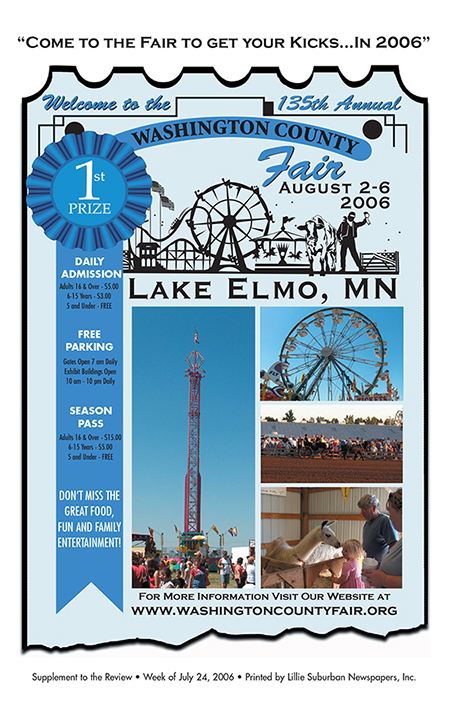 “COME TO THE FAIR TO GET YOUR KICKS...IN 2006”
Welcome to the
135th Annual
WASHINGTON COUNTY
Fair
AUGUST 2-6
2006
1st
PRIZE
LAKE ELMO, MN
DAILY
ADMISSION
Adults 16 & Over - $5.00
6-15 Years - $3.00
5 and Under - FREE
FREE
PARKING
Gates Open 7 am Daily
Exhibit Buildings Open
10 am - 10 pm Daily
SEASON
PASS
Adults 16 & Over - $15.00
6-15 Years - $5.00
5 and Under - FREE
DON'T MISS THE
GREAT FOOD,
FUN AND FAMILY
ENTERTAINMENT!
FOR MORE INFORMATION VISIT OUR WEBSITE AT
WWW.WASHINGTONCOUNTYFAIR.ORG
Supplement to the Review • Week of July 24, 2006 • Printed by Lillie Suburban Newspapers, Inc.